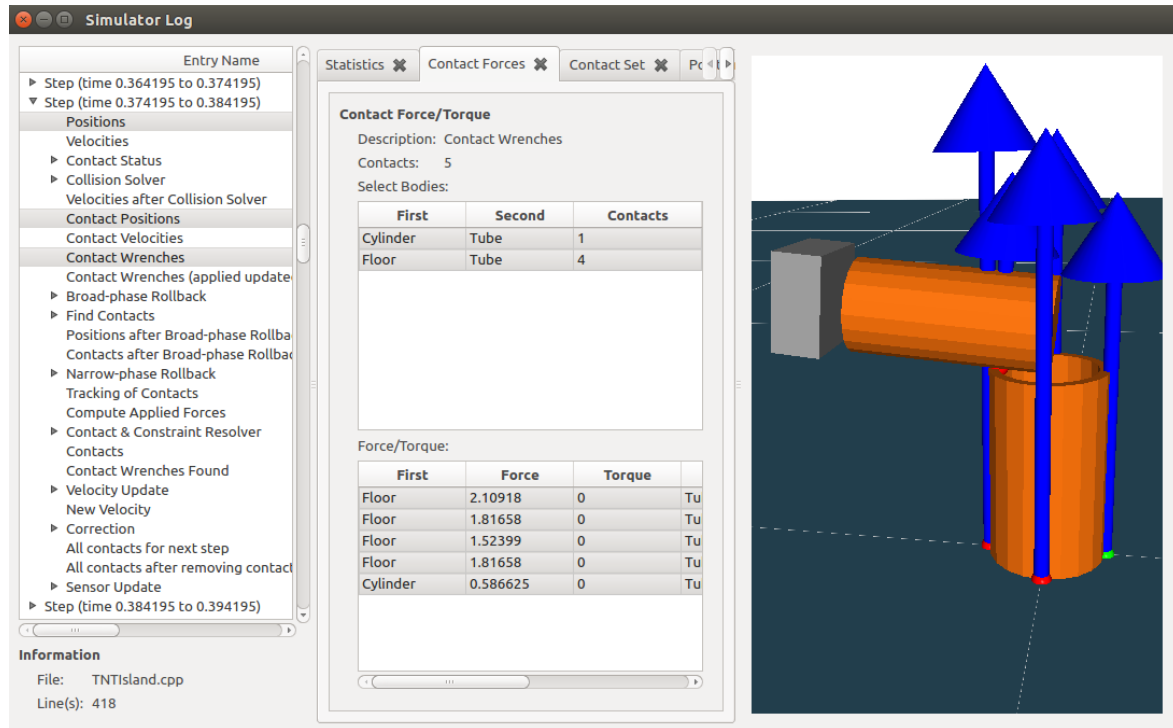 Simulator Log
Entry Name
Step (time 0.364195 to 0.374195)
Step (time 0.374195 to 0.384195)
Positions
Velocities
Contact Status
Collision Solver
Velocities after Collision Solver
Contact Positions
Contact Velocities
Contact Wrenches
Contact Wrenches (applied update
Broad-phase Rollback
Find Contacts
Positions after Broad-phase Rollba
Contacts after Broad-phase Rollbac
Narrow-phase Rollback
Tracking of Contacts
Compute Applied Forces
Contact & Constraint Resolver
Contacts
Contact Wrenches Found
Velocity Update
New Velocity
Correction
All contacts for next step
All contacts after removing contact
Sensor Update
Step (time 0.384195 to 0.394195)
Information
File: TNTIsland.cpp
Line(s): 418
Statistics Contact Forces Contact Set
Contact Force/Torque
Description: Contact Wrenches
Contacts: 5
Select Bodies:
First Second Contacts
Cylinder Tube 1
Floor Tube 4
Force/Torque:
First Force Torque
Floor 2.10918 0 Tu
Floor 1.81658 0 Tu
Floor 1.52399 0 Tu
Floor 1.81658 0 Tu
Cylinder 0.586625 0 Tu